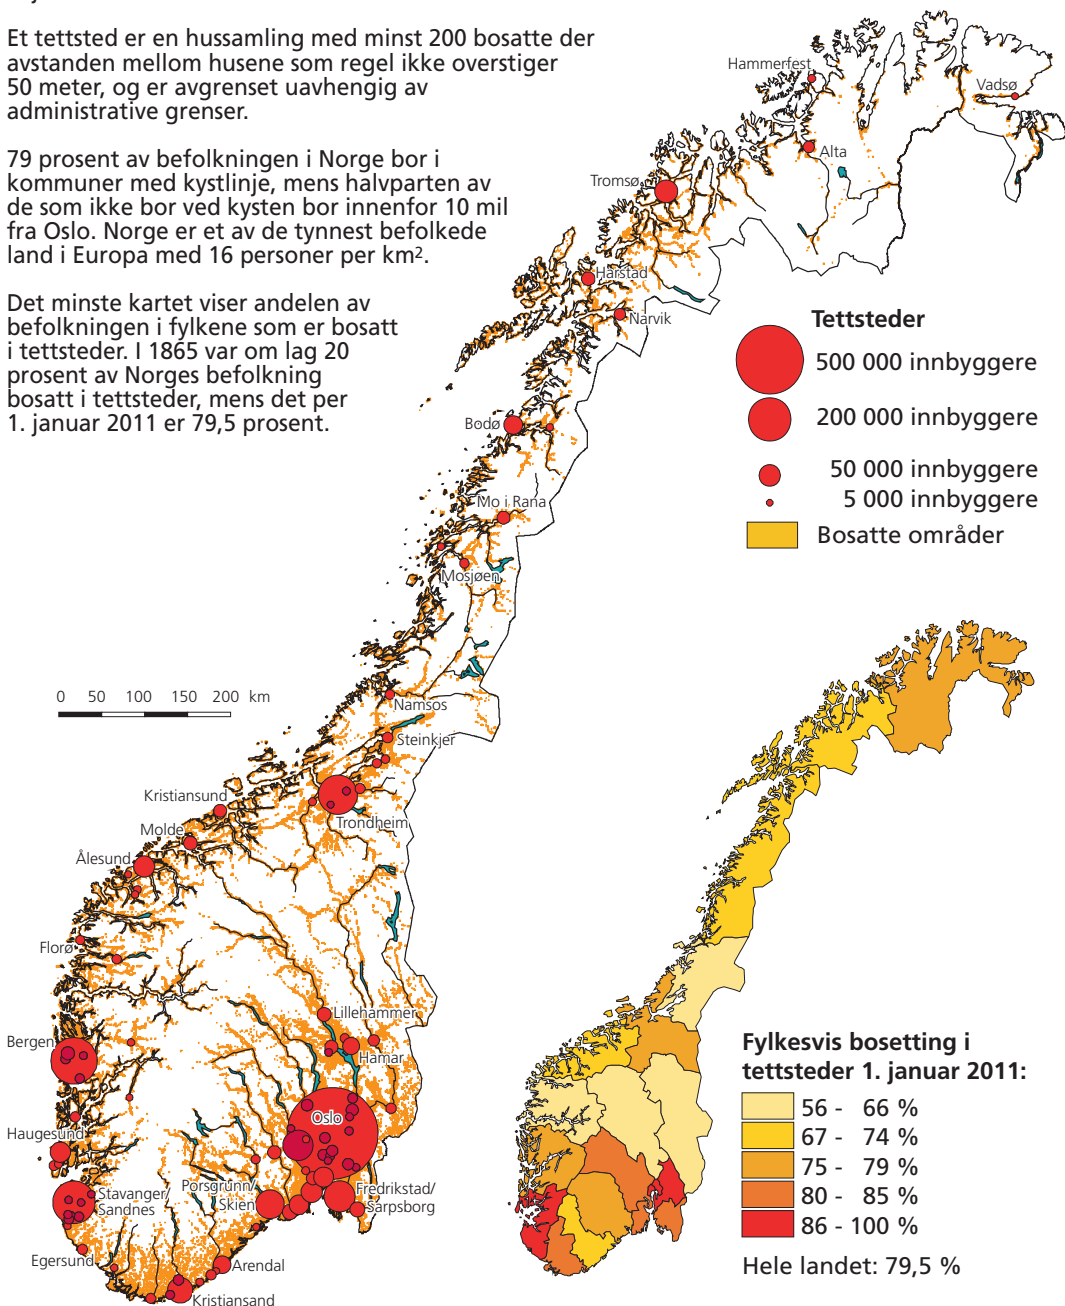 Et tettsted er en hussamling med minst 200 bosatte der
avstanden mellom husene som regel ikke overstiger
50 meter, og er avgrenset uavhengig av
administrative grenser.
79 prosent av befolkningen i Norge bor i
kommuner med kystlinje, mens halvparten av
de som ikke bor ved kysten bor innenfor 10 mil
fra Oslo. Norge er et av de tynnest befolkede
land i Europa med 16 personer per km².
Det minste kartet viser andelen av
befolkningen i fylkene som er bosatt
i tettsteder. I 1865 var om lag 20
prosent av Norges befolkning
bosatt i tettsteder, mens det per
1. januar 2011 er 79,5 prosent.
Hammerfest
Vadsø
Alta
Tromsø
Harstad
Narvik
Bodø
Mo i Rana
Mosjøen
Tettsteder
500 000 innbyggere
200 000 innbyggere
50 000 innbyggere
5 000 innbyggere
Bosatte områder
0 50 100 150 200 km
Namsos
Steinkjer
Kristiansund
Trondheim
Molde
Ålesund
Florø
Lillehammer
Bergen
Hamar
Oslo
Haugesund
Stavanger/
Sandnes
Porsgrunn/
Skien
Fredrikstad/
Sarpsborg
Egersund
Arendal
Kristiansand
Fylkesvis bosetting i
tettsteder 1. januar 2011:
56 - 66 %
67 - 74 %
75 - 79 %
80 - 85 %
86 - 100 %
Hele landet: 79,5 %